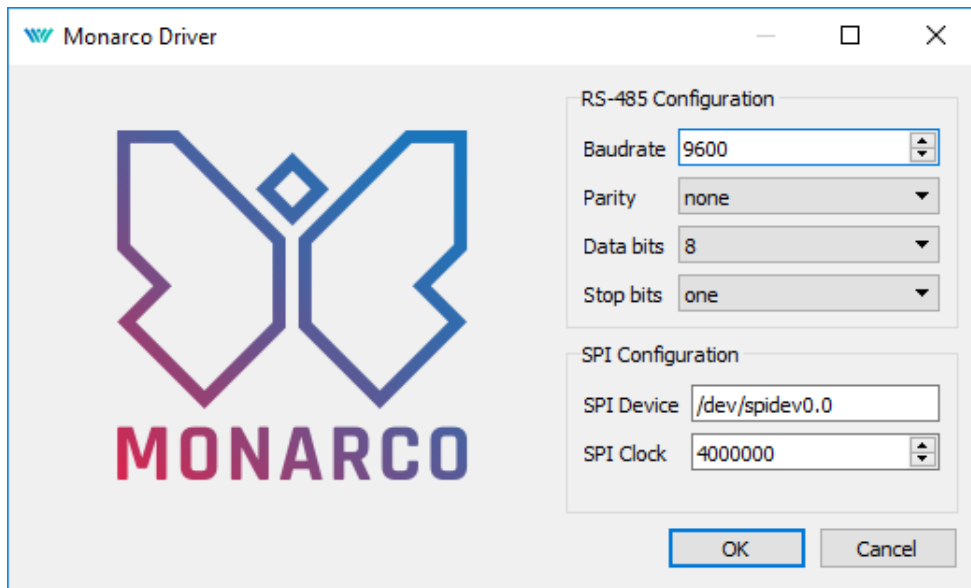 Monarco Driver
MONARCO
RS-485 Configuration
Baudrate 9600
Parity none
Data bits 8
Stop bits one
SPI Configuration
SPI Device /dev/spidev0.0
SPI Clock 4000000
OK Cancel